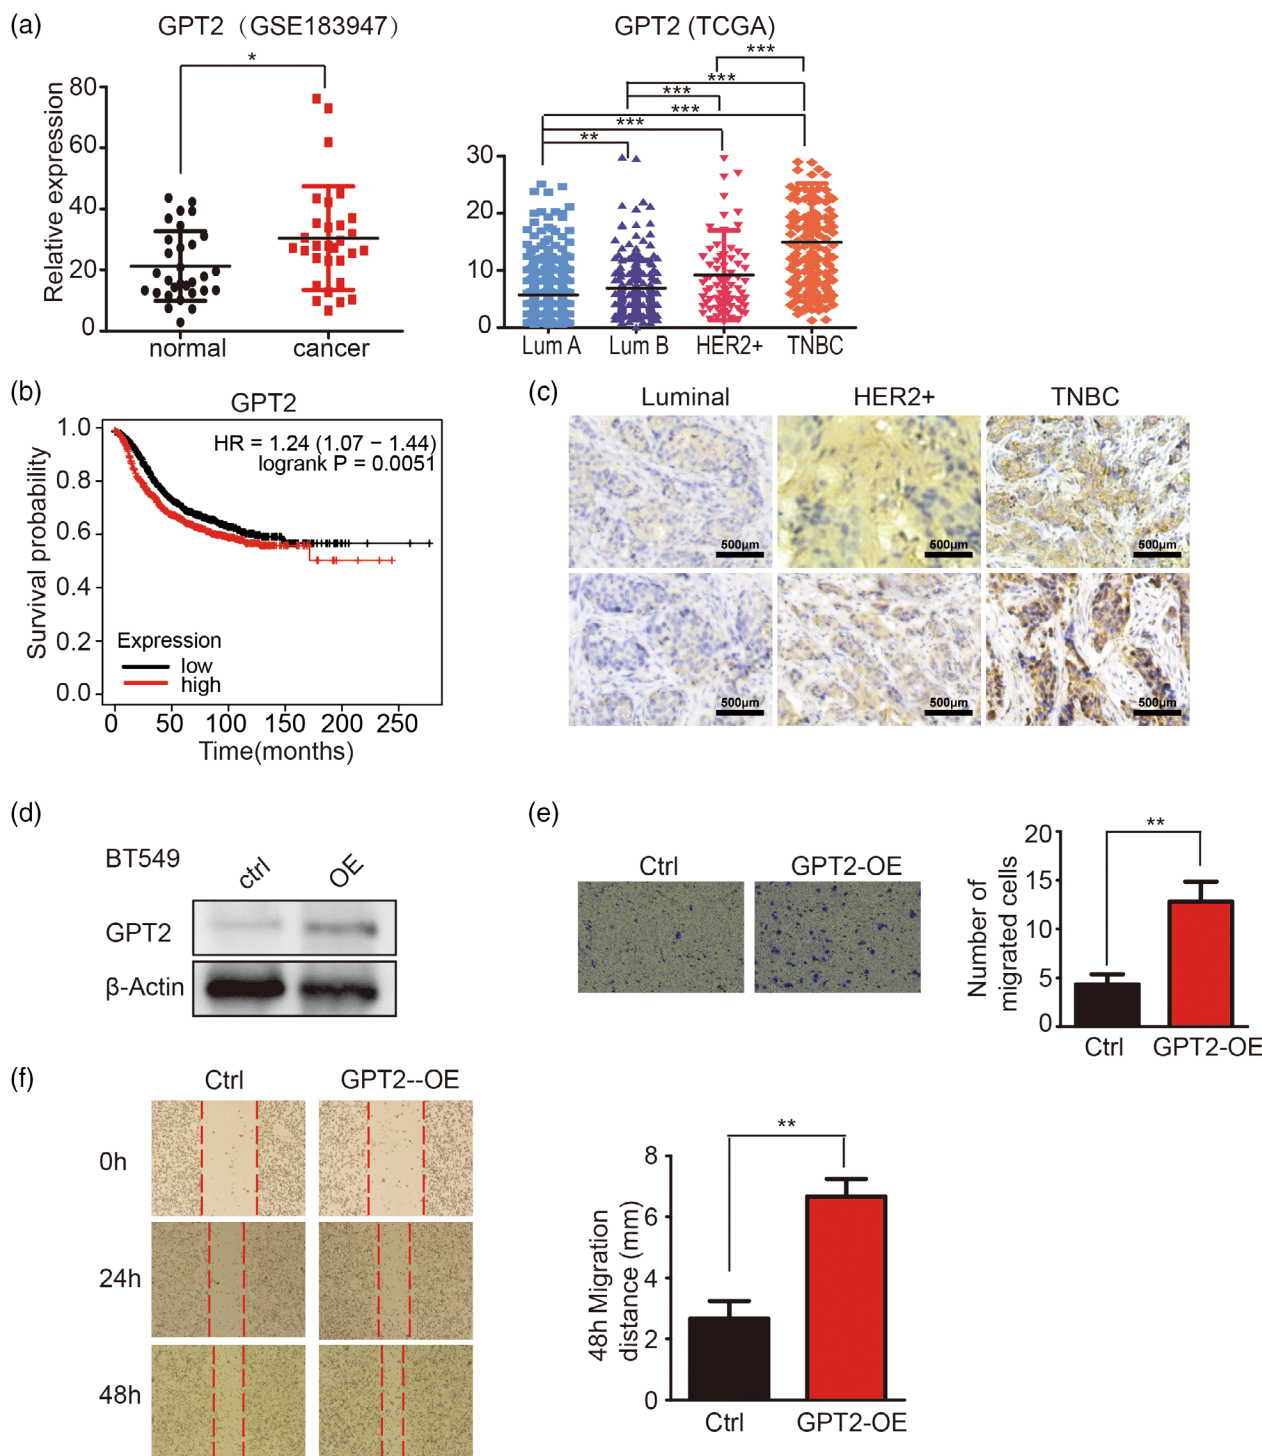 (a)
GPT2（GSE183947）
*
Relative expression
80
60
40
20
0
normal
cancer
GPT2 (TCGA)
***
***
***
***
***
**
30
20
10
0
Lum A
Lum B
HER2+
TNBC
(b)
GPT2
HR = 1.24 (1.07 − 1.44)
logrank P = 0.0051
Survival probability
1.0
0.8
0.6
0.4
0.2
0.0
Expression
low
high
0
50
100
150
200
250
Time(months)
(c)
Luminal
HER2+
TNBC
500μm
500μm
500μm
500μm
500μm
500μm
(d)
BT549
ctrl
OE
GPT2
β-Actin
(e)
Ctrl
GPT2-OE
Number of
migrated cells
20
15
10
5
0
**
Ctrl
GPT2-OE
(f)
Ctrl
GPT2--OE
0h
24h
48h
48h Migration
distance (mm)
8
6
4
2
0
**
Ctrl
GPT2-OE